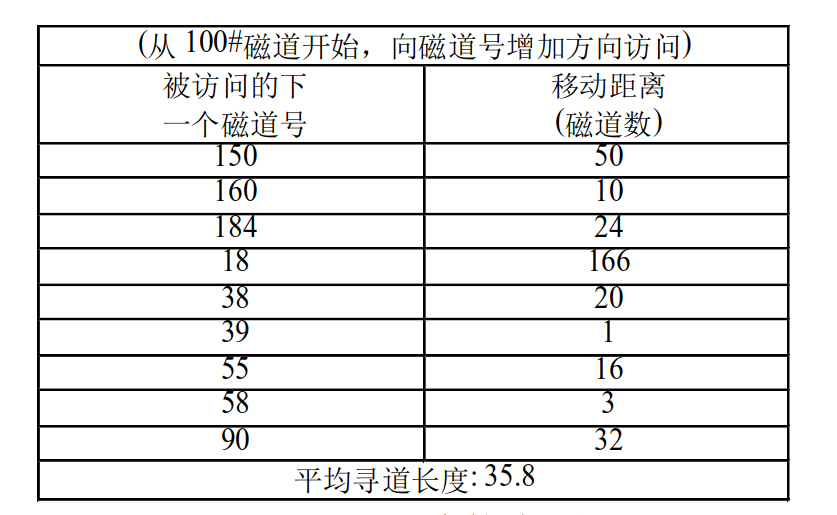 (从 100#磁道开始，向磁道号增加方向访问)
被访问的下 移动距离
一个磁道号 (磁道数)
150 50
160 10
184 24
18 166
38 20
39 1
55 16
58 3
90 32
平均寻道长度: 35.8